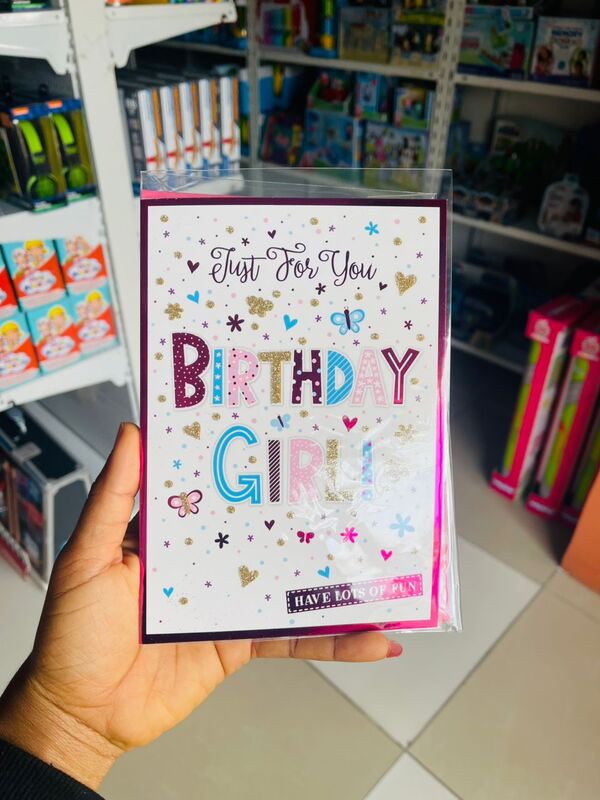 Just For You
BIRTHDAY
GIRL!
HAVE LOTS OF FUN